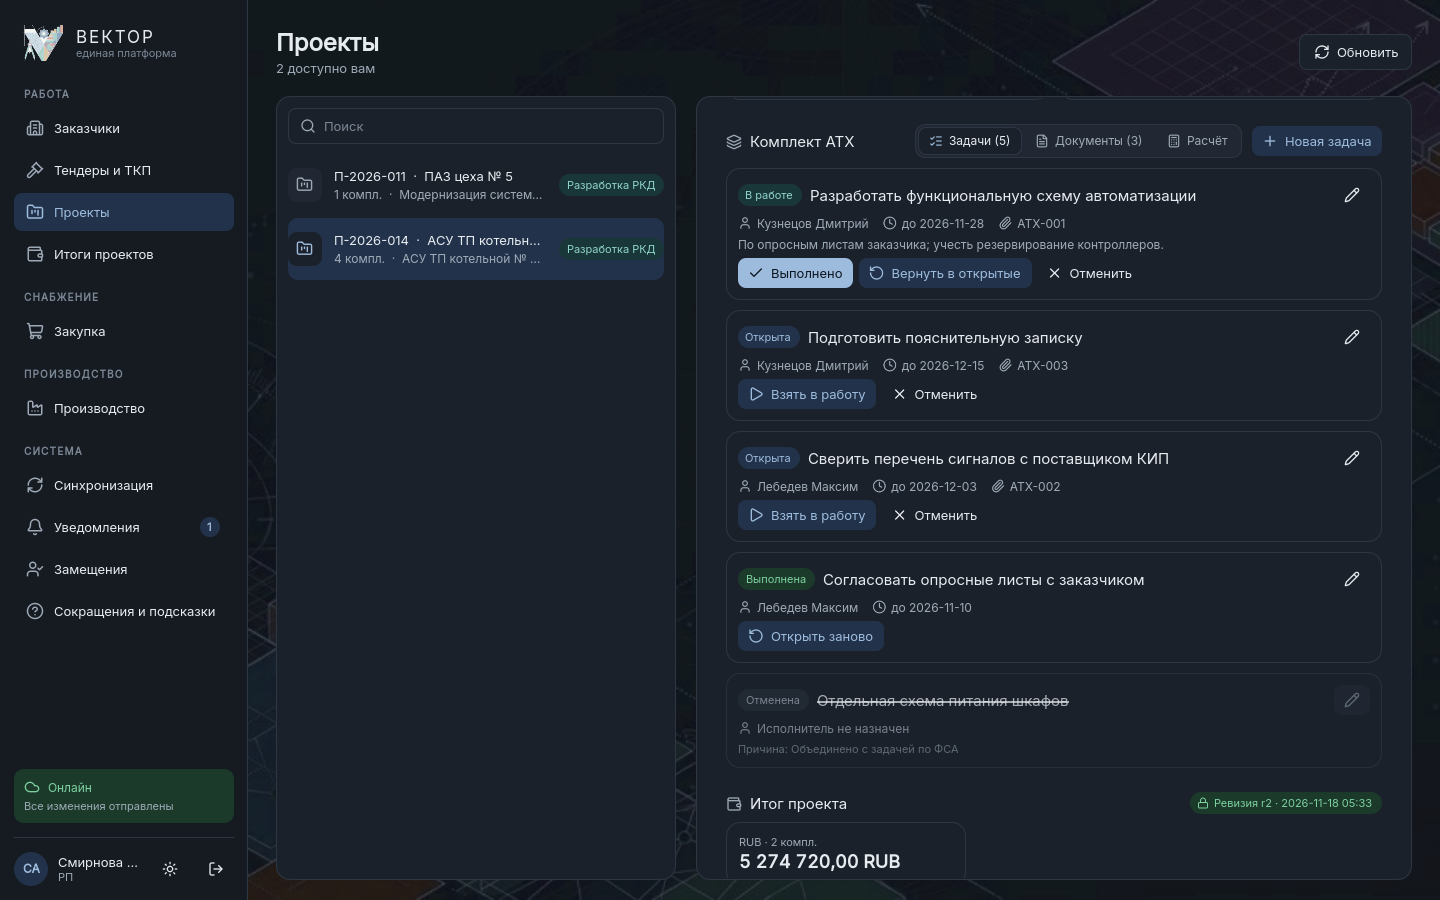 ВЕКТОР
единая платформа
РАБОТА
Заказчики
Тендеры и ТКП
Проекты
Итоги проектов
СНАБЖЕНИЕ
Закупка
ПРОИЗВОДСТВО
Производство
СИСТЕМА
Синхронизация
Уведомления 1
Замещения
Сокращения и подсказки
Онлайн
Все изменения отправлены
СА
Смирнова ...
РП
Проекты
2 доступно вам
Обновить
Поиск
П-2026-011 · ПАЗ цеха № 5
1 компл. · Модернизация систем...
Разработка РКД
П-2026-014 · АСУ ТП котельн...
4 компл. · АСУ ТП котельной № ...
Разработка РКД
Комплект АТХ
Задачи (5)
Документы (3)
Расчёт
Новая задача
В работе Разработать функциональную схему автоматизации
Кузнецов Дмитрий до 2026-11-28 АТХ-001
По опросным листам заказчика; учесть резервирование контроллеров.
Выполнено Вернуть в открытые Отменить
Открыта Подготовить пояснительную записку
Кузнецов Дмитрий до 2026-12-15 АТХ-003
Взять в работу Отменить
Открыта Сверить перечень сигналов с поставщиком КИП
Лебедев Максим до 2026-12-03 АТХ-002
Взять в работу Отменить
Выполнена Согласовать опросные листы с заказчиком
Лебедев Максим до 2026-11-10
Открыть заново
Отменена Отдельная схема питания шкафов
Исполнитель не назначен
Причина: Объединено с задачей по ФСА
Итог проекта
Ревизия r2 · 2026-11-18 05:33
RUB · 2 компл.
5 274 720,00 RUB